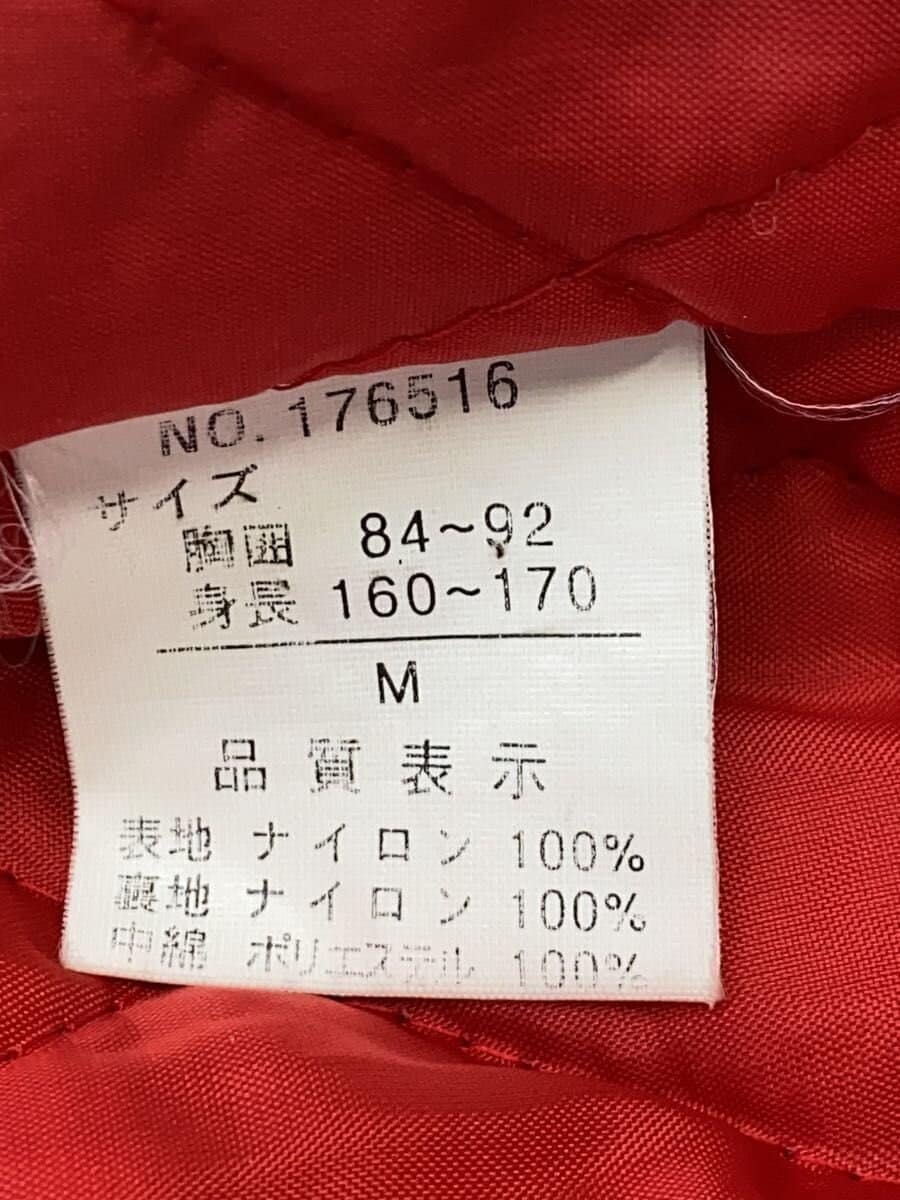 NO. 176516
サイズ
胸囲 84~92
身長 160~170
M
品質表示
表地 ナイロン 100%
裏地 ナイロン 100%
中綿 ポリエステル 100%